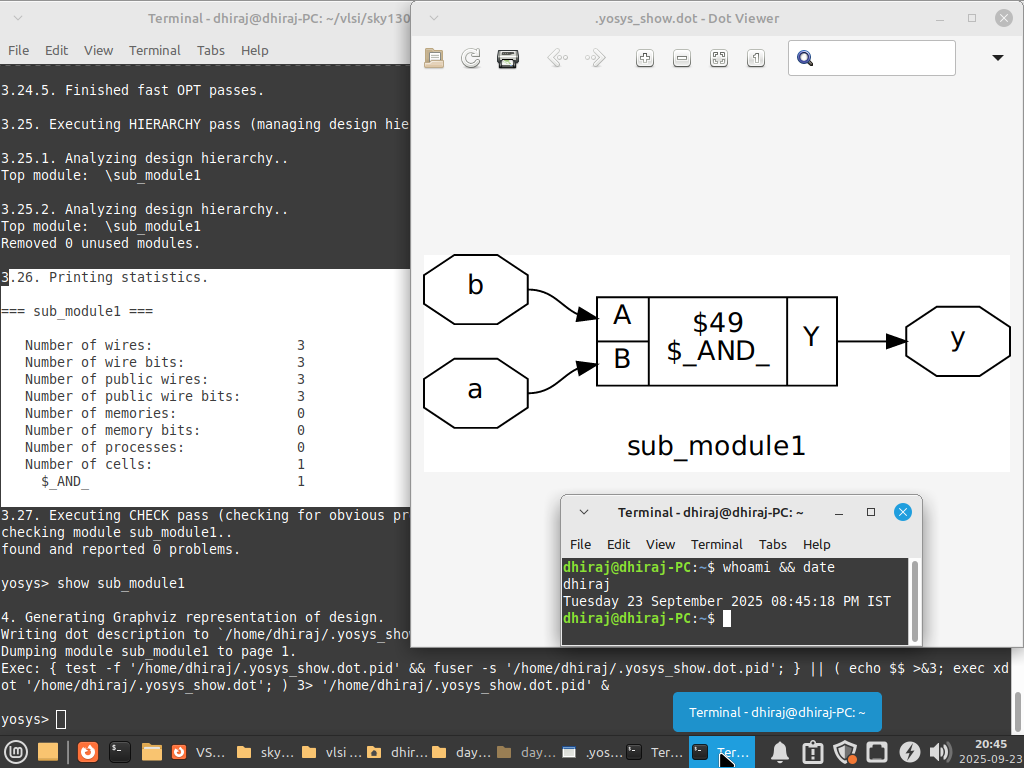 Terminal - dhiraj@dhiraj-PC: ~/vlsi/sky130
File Edit View Terminal Tabs Help
3.24.5. Finished fast OPT passes.
3.25. Executing HIERARCHY pass (managing design hie
3.25.1. Analyzing design hierarchy..
Top module:  \sub_module1
3.25.2. Analyzing design hierarchy..
Top module:  \sub_module1
Removed 0 unused modules.
3.26. Printing statistics.
=== sub_module1 ===
Number of wires: 3
Number of wire bits: 3
Number of public wires: 3
Number of public wire bits: 3
Number of memories: 0
Number of memory bits: 0
Number of processes: 0
Number of cells: 1
$_AND_ 1
3.27. Executing CHECK pass (checking for obvious pr
checking module sub_module1..
found and reported 0 problems.
yosys> show sub_module1
4. Generating Graphviz representation of design.
Writing dot description to `/home/dhiraj/.yosys_sho
Dumping module sub_module1 to page 1.
Exec: { test -f '/home/dhiraj/.yosys_show.dot.pid' && fuser -s '/home/dhiraj/.yosys_show.dot.pid'; } || ( echo $$ >&3; exec xd
ot '/home/dhiraj/.yosys_show.dot'; ) 3> '/home/dhiraj/.yosys_show.dot.pid' &
yosys>
.yosys_show.dot - Dot Viewer
b
a
A
B
$49
$_AND_
Y
y
sub_module1
Terminal - dhiraj@dhiraj-PC: ~
File Edit View Terminal Tabs Help
dhiraj@dhiraj-PC:~$ whoami && date
dhiraj
Tuesday 23 September 2025 08:45:18 PM IST
dhiraj@dhiraj-PC:~$
Terminal - dhiraj@dhiraj-PC: ~
VS... sky... vlsi ... dhir... day... day... .yos... Ter... Ter...
20:45
2025-09-23